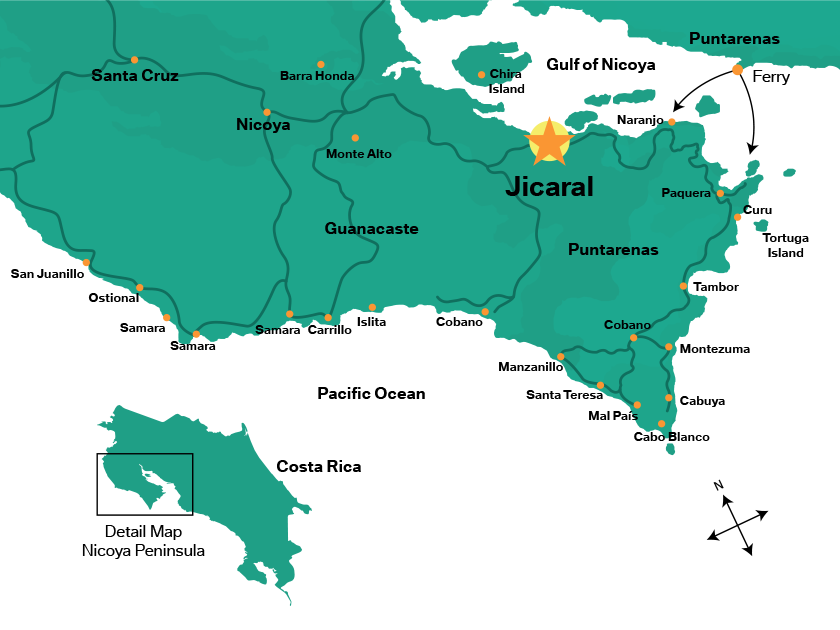 Puntarenas
Gulf of Nicoya
Santa Cruz
Barra Honda
Chira
Island
Ferry
Nicoya
Naranjo
Monte Alto
Jicaral
Paquera
Curu
Guanacaste
Puntarenas
Tortuga
Island
San Juanillo
Ostional
Tambor
Samara
Samara
Samara
Carrillo
Islita
Cobano
Cobano
Montezuma
Manzanillo
Santa Teresa
Mal País
Cabuya
Cabo Blanco
Pacific Ocean
Costa Rica
N
Detail Map
Nicoya Peninsula